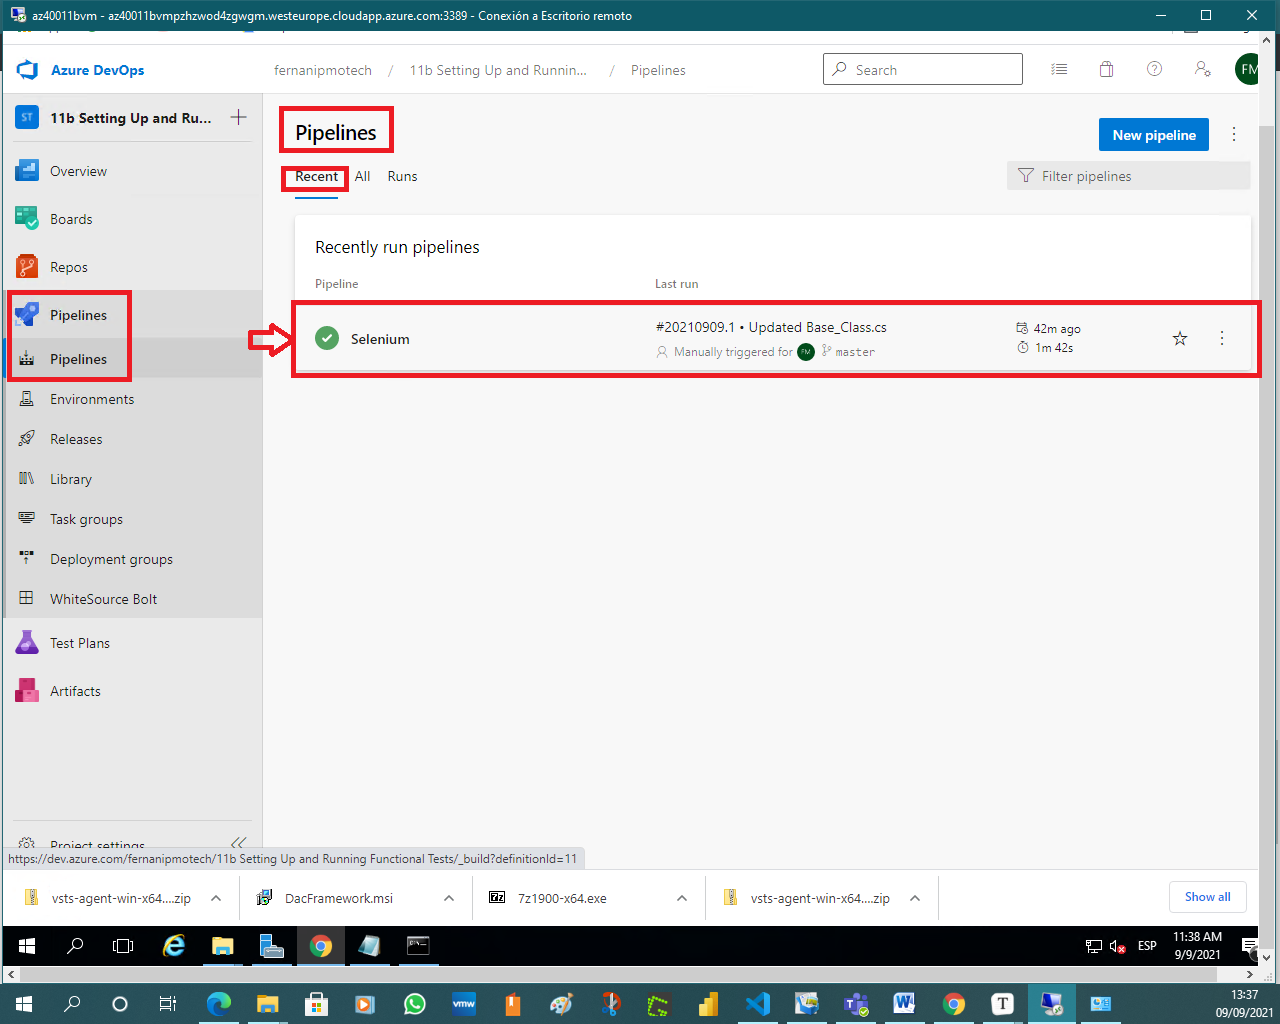 az40011bvm - az40011bvmpzhzwod4zgwgm.westeurope.cloudapp.azure.com:3389 - Conexión a Escritorio remoto
Azure DevOps
fernanipmotech / 11b Setting Up and Runnin... / Pipelines
Search
FM
ST 11b Setting Up and Ru...
Overview
Boards
Repos
Pipelines
Pipelines
Environments
Releases
Library
Task groups
Deployment groups
WhiteSource Bolt
Test Plans
Artifacts
Project settings
Pipelines
New pipeline
Recent All Runs
Filter pipelines
Recently run pipelines
Pipeline Last run
Selenium
#20210909.1 • Updated Base_Class.cs
Manually triggered for FM master
42m ago
1m 42s
https://dev.azure.com/fernanipmotech/11b Setting Up and Running Functional Tests/_build?definitionId=11
vsts-agent-win-x64....zip
DacFramework.msi
7z1900-x64.exe
vsts-agent-win-x64....zip
Show all
ESP
11:38 AM
9/9/2021
13:37
09/09/2021